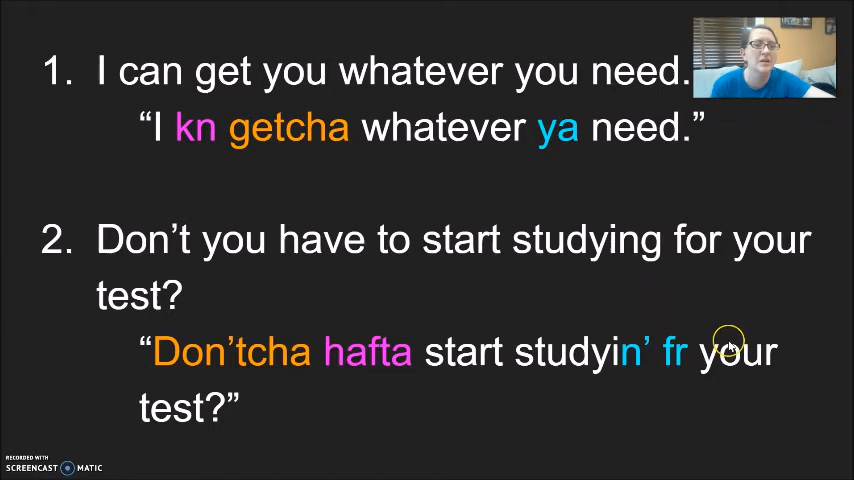 1. I can get you whatever you need.
“I kn getcha whatever ya need.”
2. Don’t you have to start studying for your
test?
“Don’tcha hafta start studyin’ fr your
test?”
RECORDED WITH
SCREENCAST MATIC